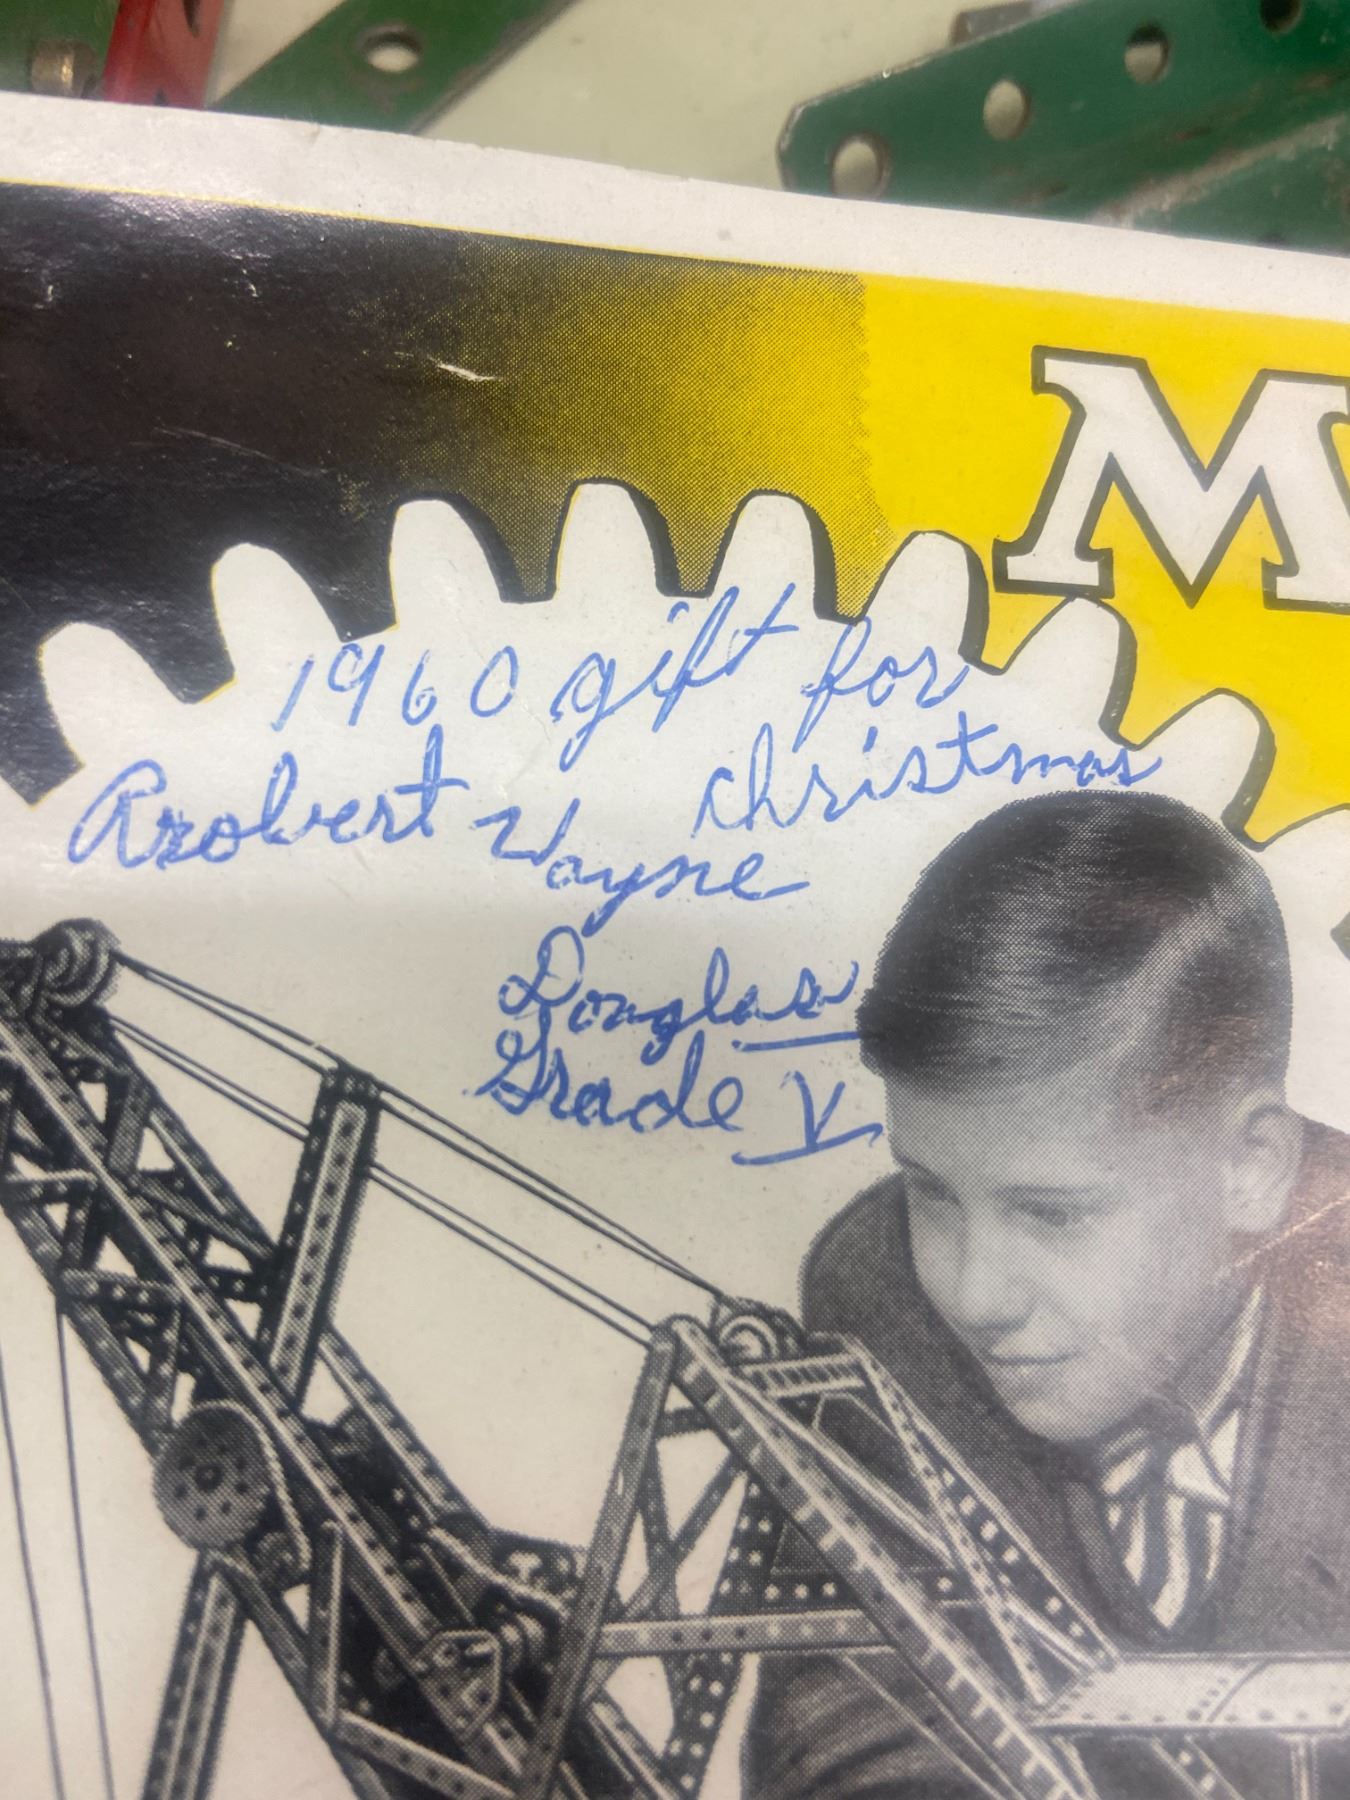 M
1960 gift for
Robert Wayne Christmas
Douglas
Grade V